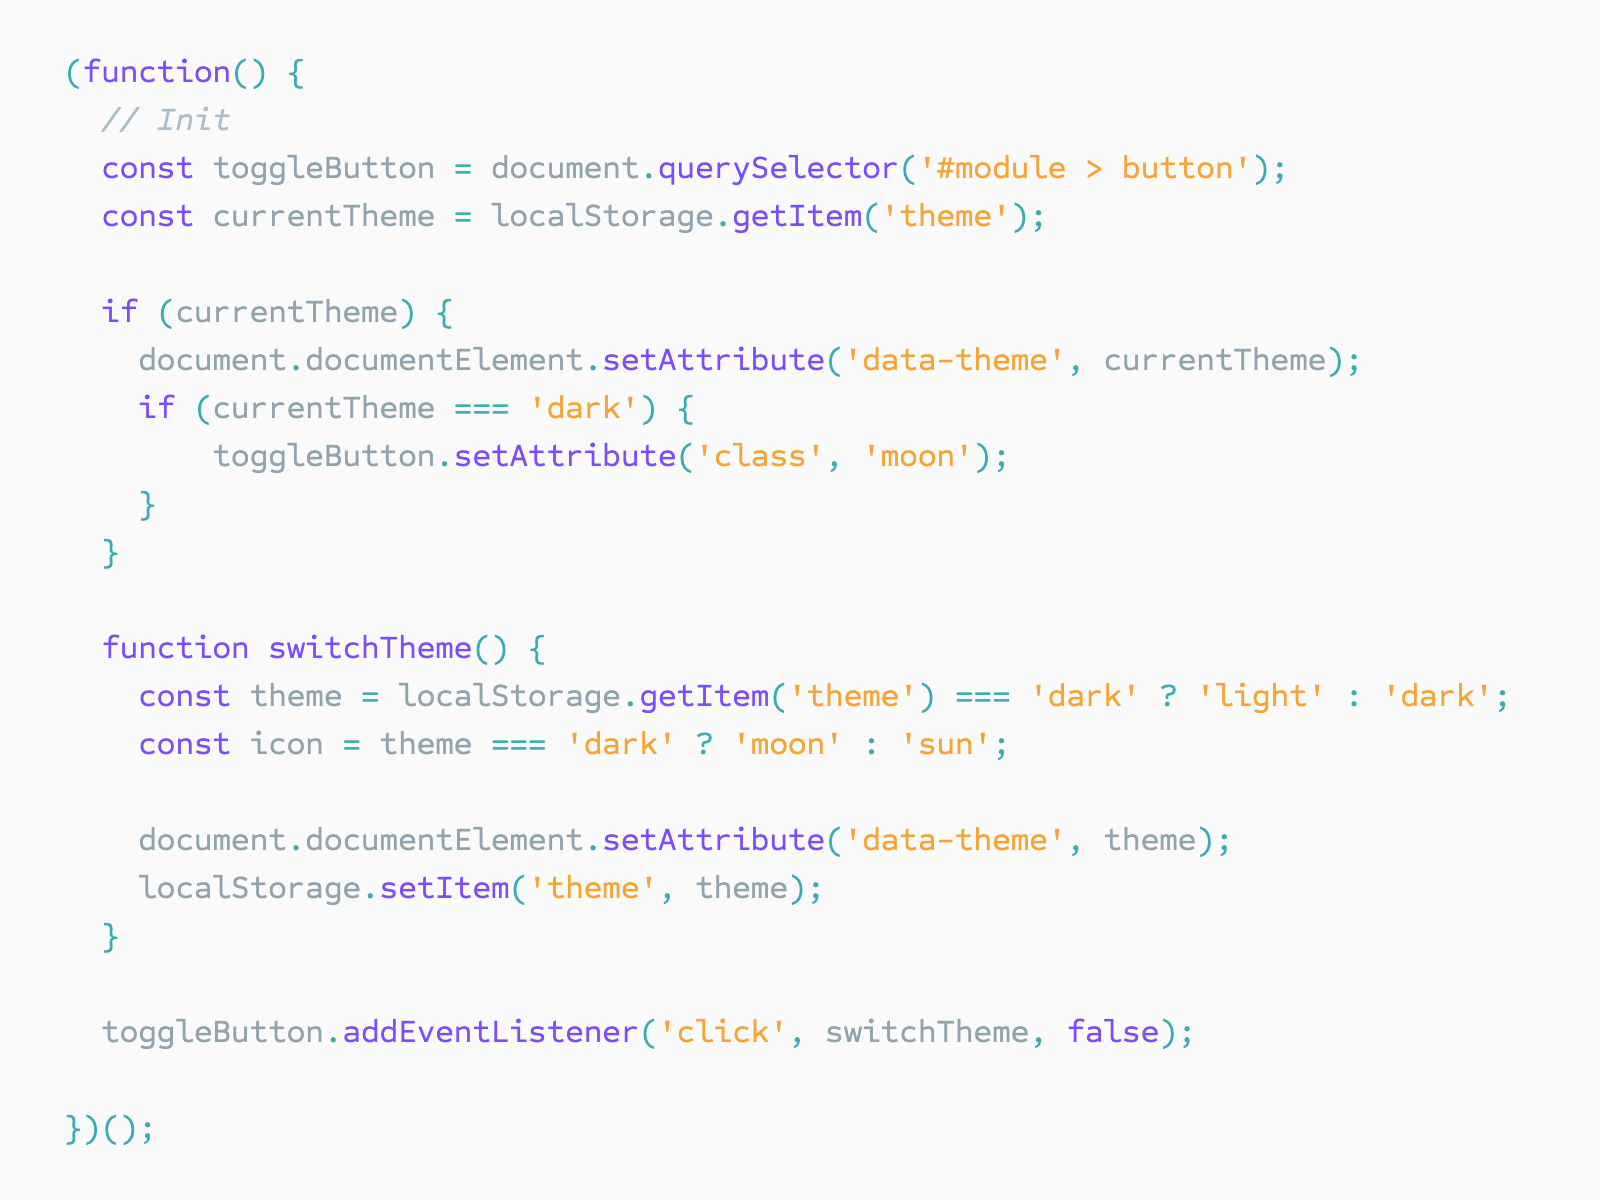 (function() {
  // Init
  const toggleButton = document.querySelector('#module > button');
  const currentTheme = localStorage.getItem('theme');

  if (currentTheme) {
    document.documentElement.setAttribute('data-theme', currentTheme);
    if (currentTheme === 'dark') {
        toggleButton.setAttribute('class', 'moon');
    }
  }

  function switchTheme() {
    const theme = localStorage.getItem('theme') === 'dark' ? 'light' : 'dark';
    const icon = theme === 'dark' ? 'moon' : 'sun';

    document.documentElement.setAttribute('data-theme', theme);
    localStorage.setItem('theme', theme);
  }

  toggleButton.addEventListener('click', switchTheme, false);

})();